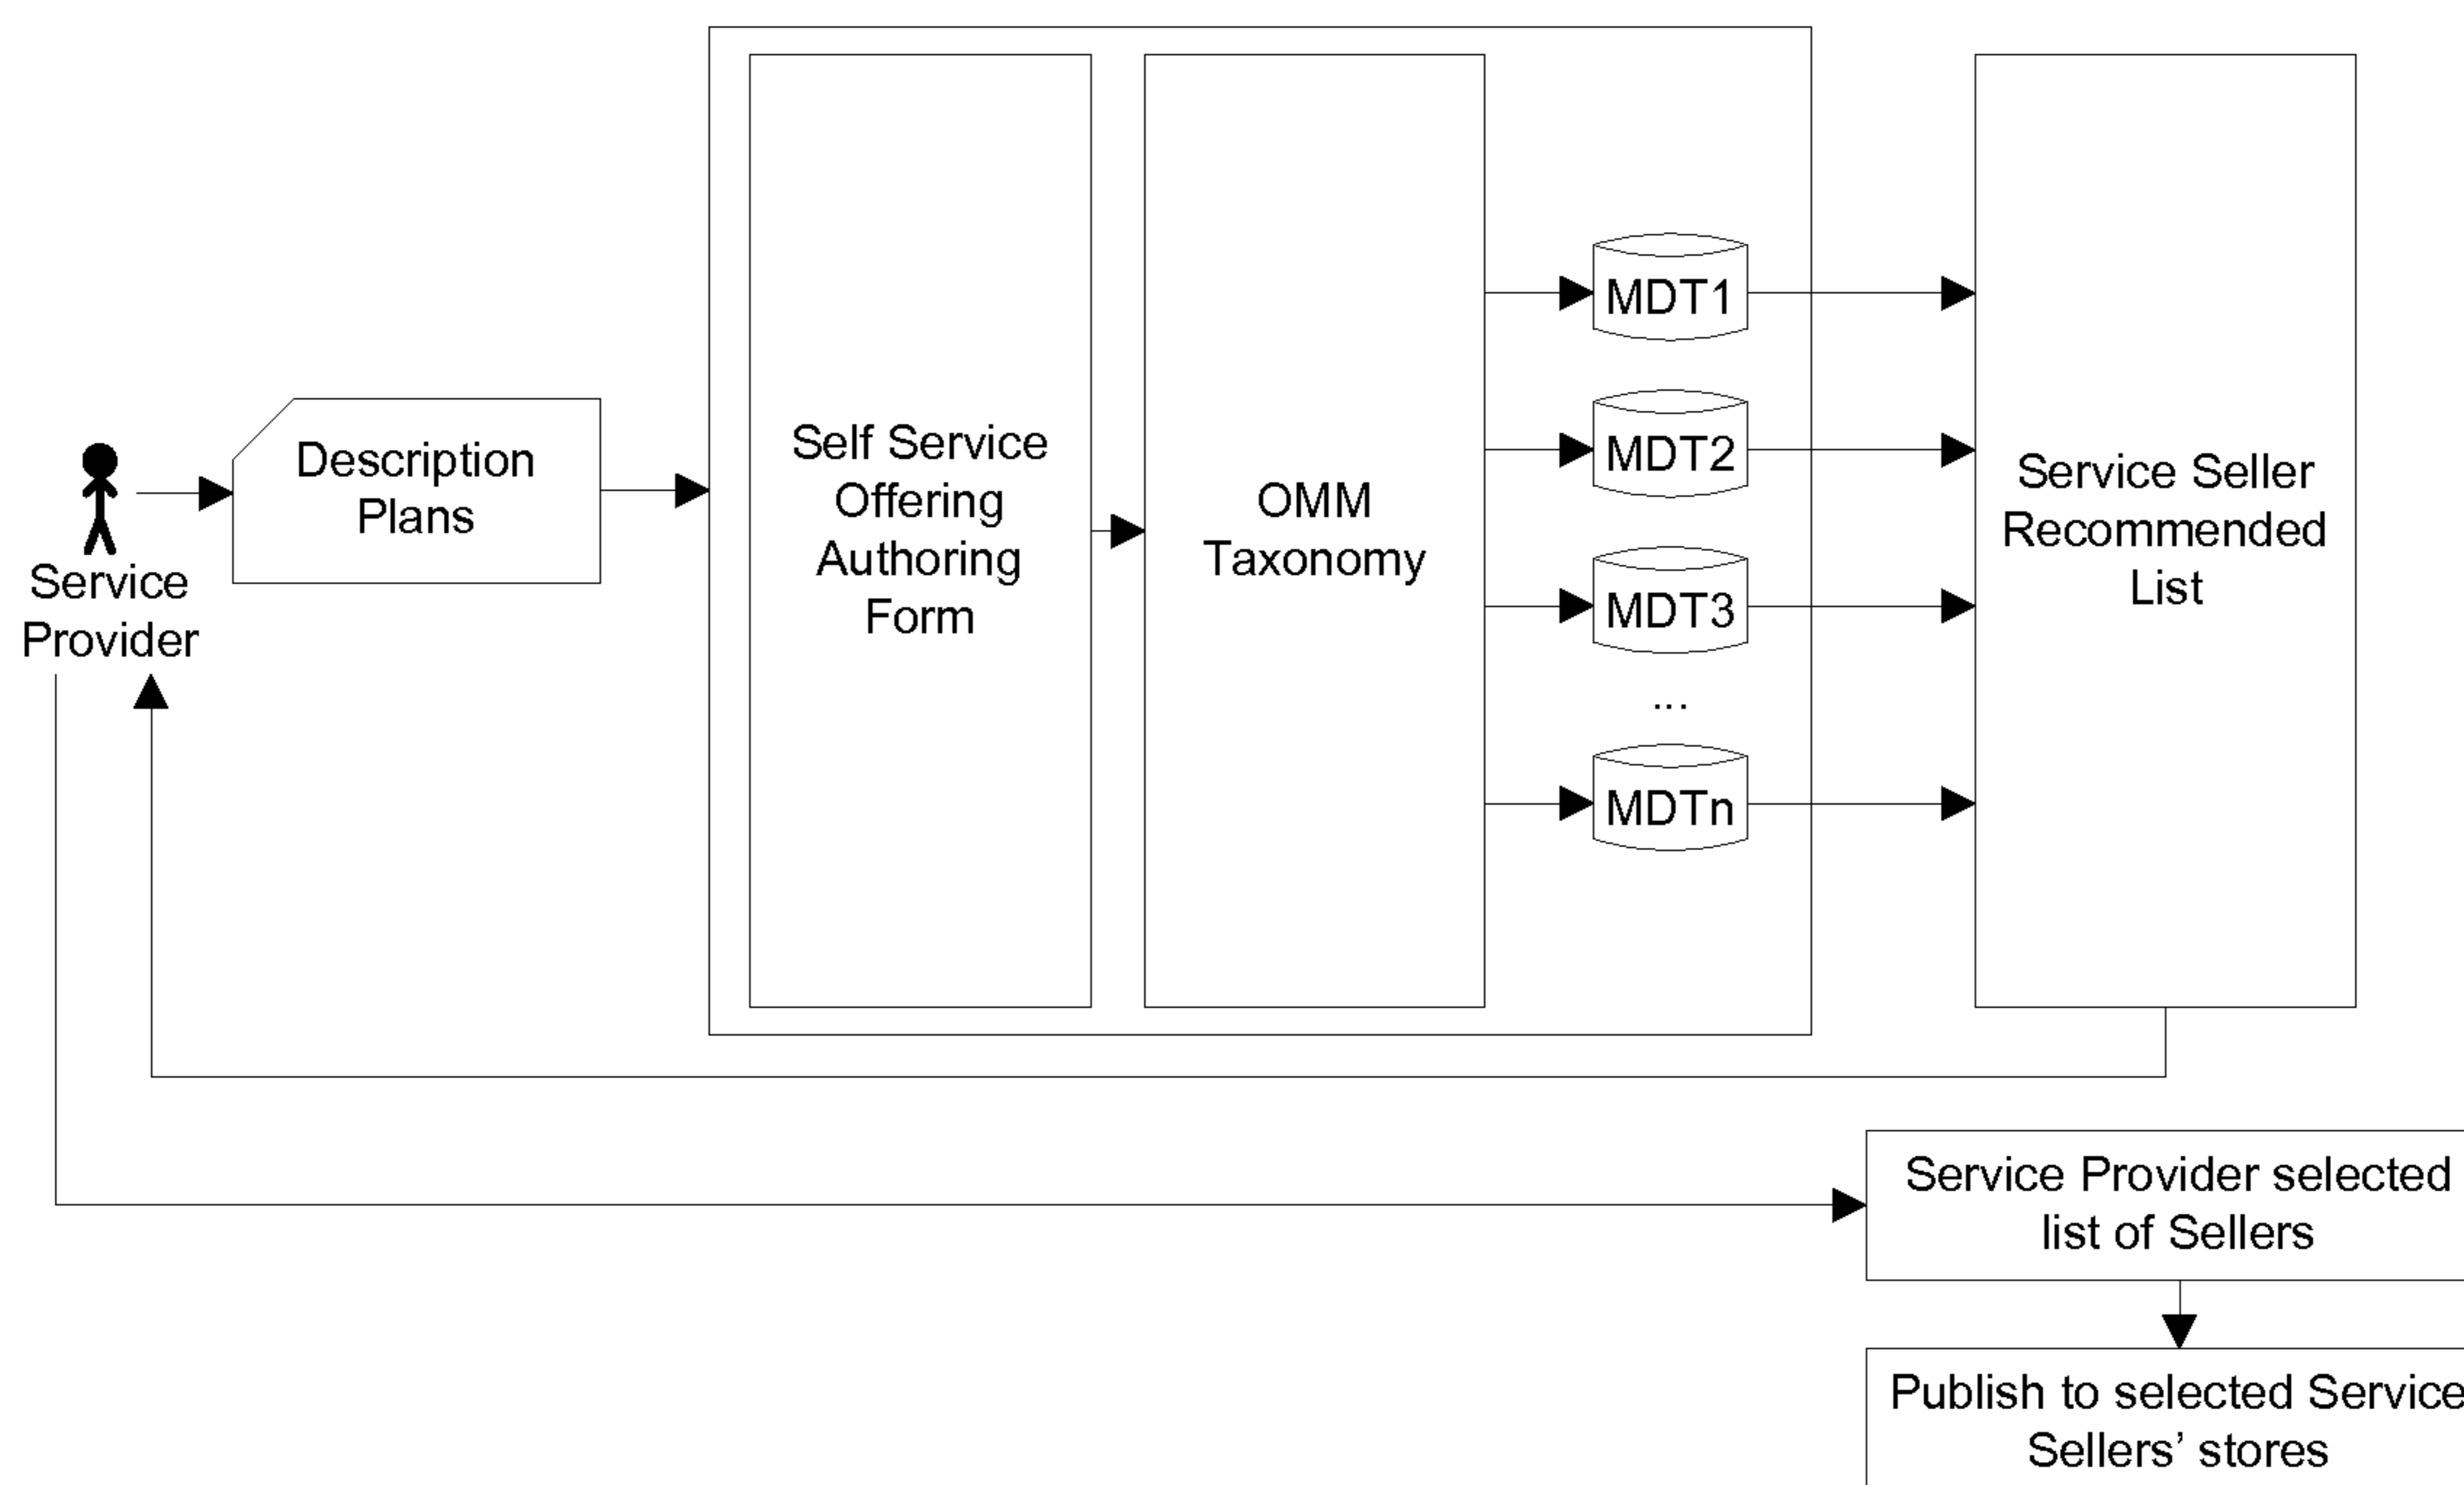 Service
Provider
Description
Plans
Self Service
Offering
Authoring
Form
OMM
Taxonomy
MDT1
MDT2
MDT3
...
MDTn
Service Seller
Recommended
List
Service Provider selected
list of Sellers
Publish to selected Service
Sellers’ stores